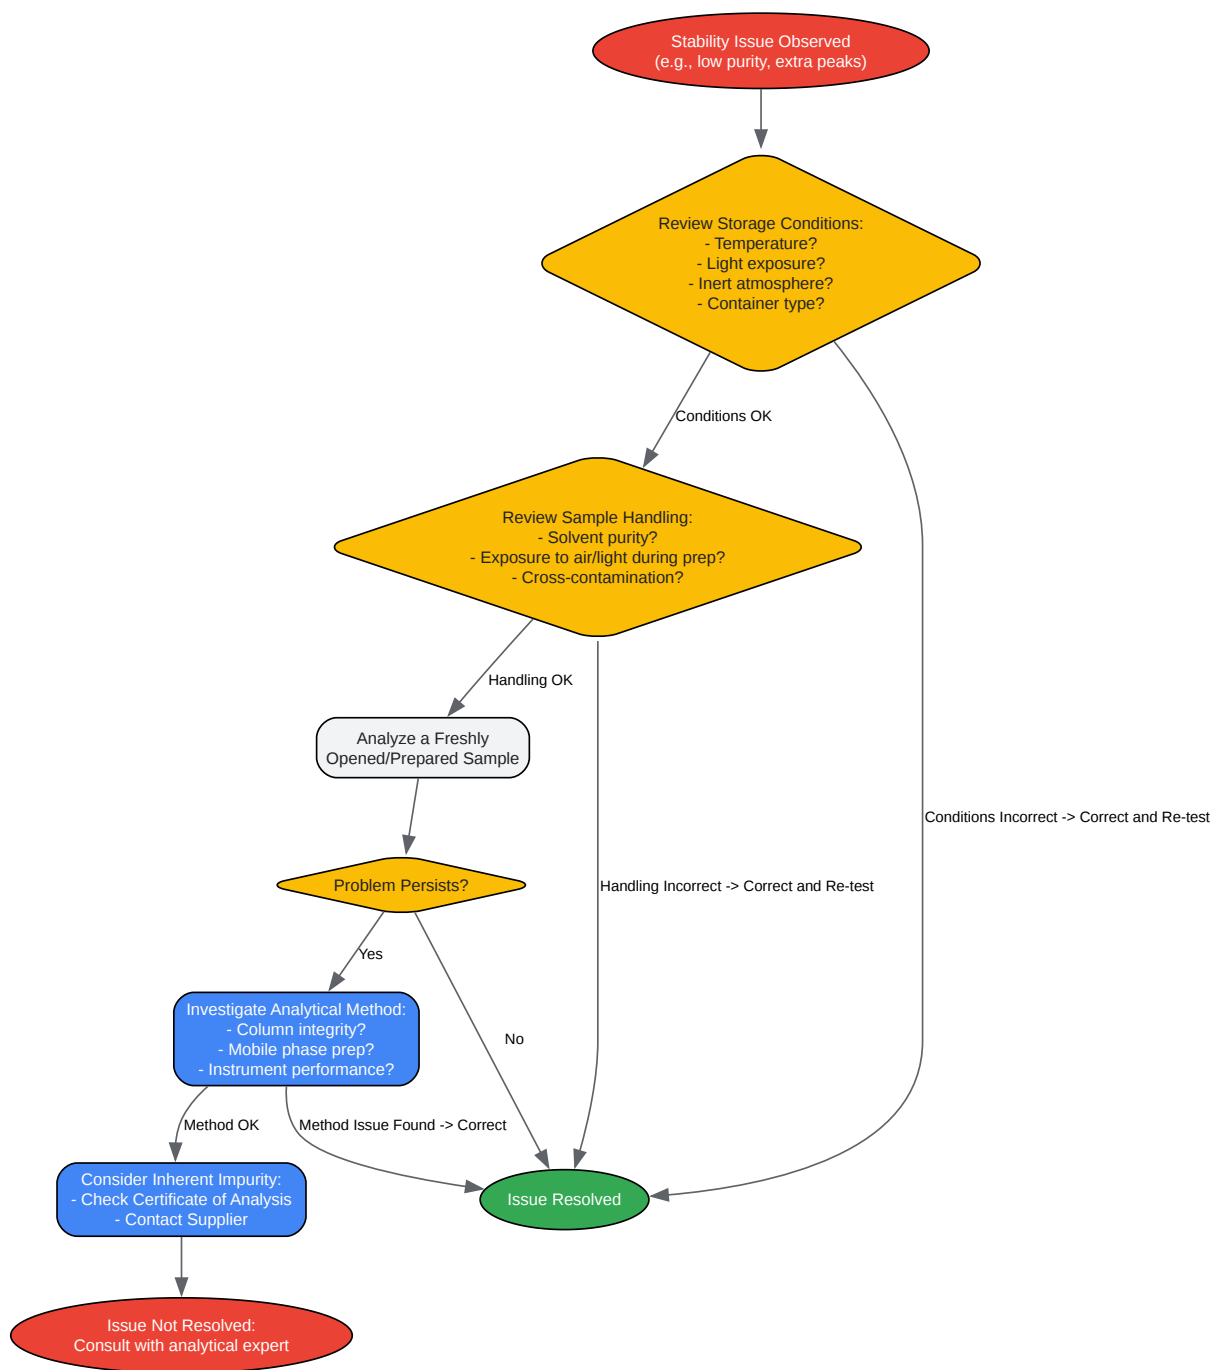 Stability Issue Observed
(e.g., low purity, extra peaks)
Review Storage Conditions:
- Temperature?
- Light exposure?
- Inert atmosphere?
- Container type?
Conditions OK
Review Sample Handling:
- Solvent purity?
- Exposure to air/light during prep?
- Cross-contamination?
Handling OK
Analyze a Freshly
Opened/Prepared Sample
Conditions Incorrect -> Correct and Re-test
Problem Persists?
Handling Incorrect -> Correct and Re-test
Yes
Investigate Analytical Method:
- Column integrity?
- Mobile phase prep?
- Instrument performance?
No
Method OK
Method Issue Found -> Correct
Consider Inherent Impurity:
- Check Certificate of Analysis
- Contact Supplier
Issue Resolved
Issue Not Resolved:
Consult with analytical expert